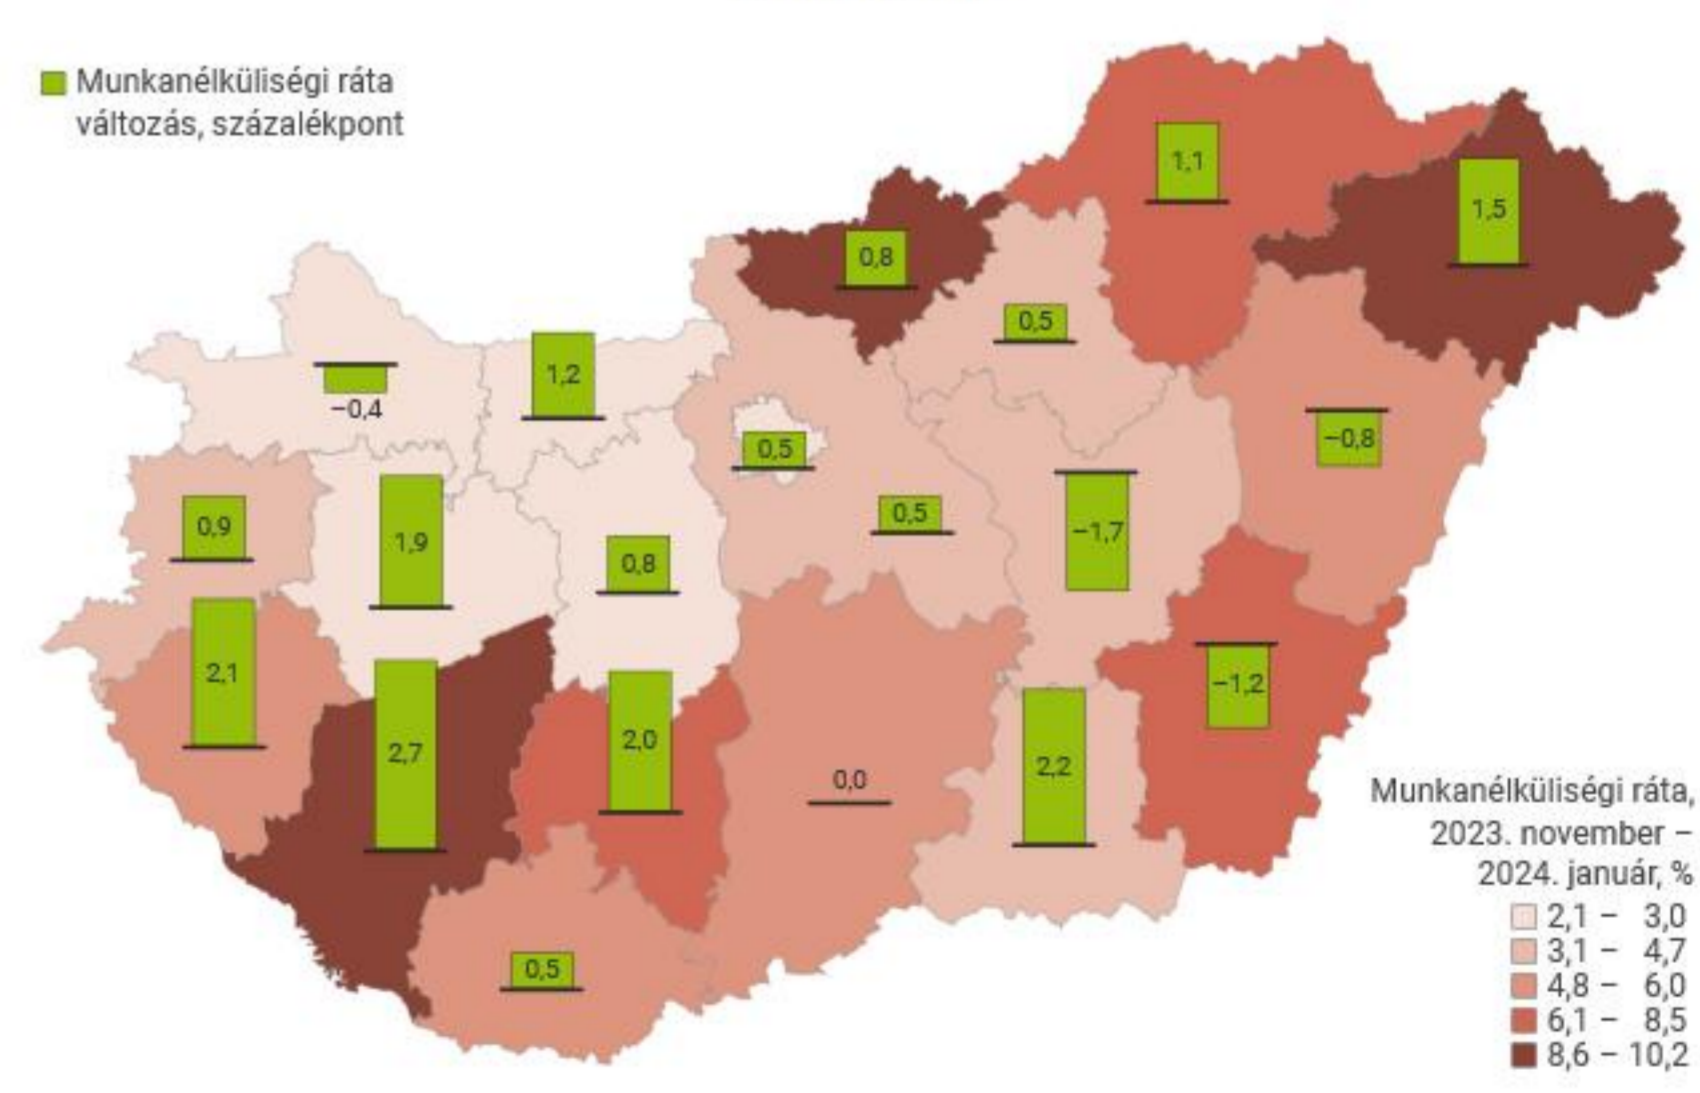 Munkanélküliségi ráta
változás, százalékpont
1,1
1,5
0,8
0,5
1,2
−0,4
−0,8
0,5
0,5
0,9
1,9
−1,7
0,8
2,1
−1,2
2,7
2,0
2,2
0,0
0,5
Munkanélküliségi ráta,
2023. november –
2024. január, %
2,1 – 3,0
3,1 – 4,7
4,8 – 6,0
6,1 – 8,5
8,6 – 10,2